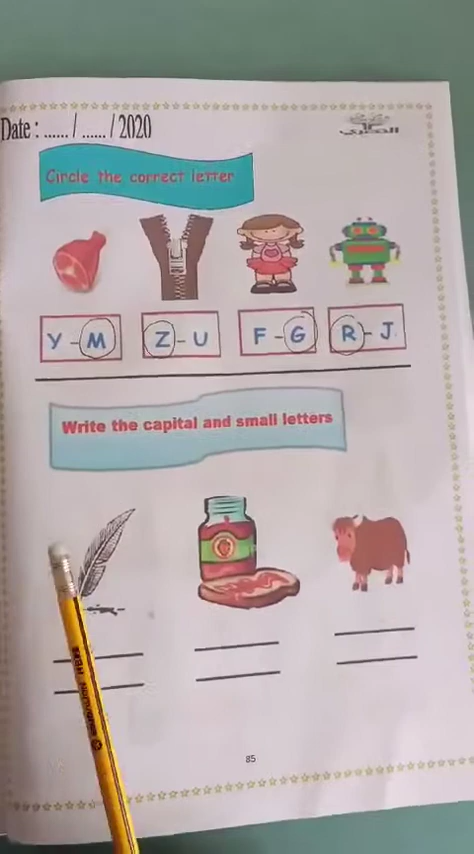 Date : ...... / ...... / 2020
Circle the correct letter
Y - M Z - U F - G R - J
Write the capital and small letters
85